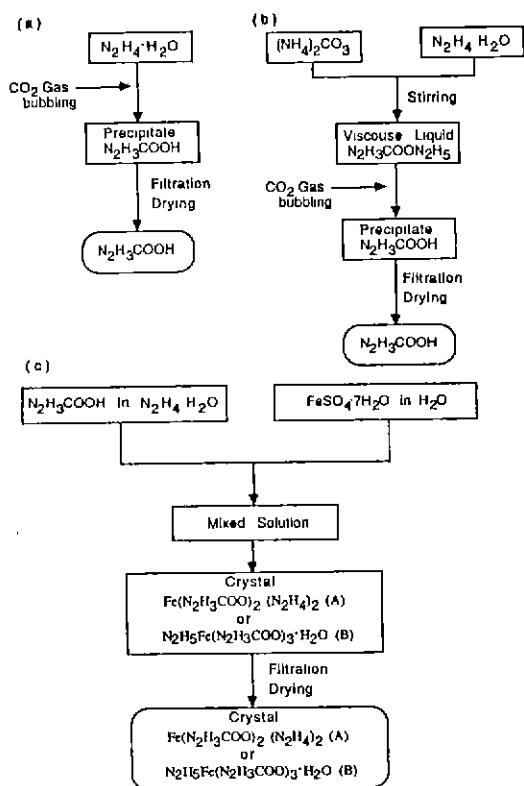 (a)
N₂H₄·H₂O
CO₂ Gas
bubbling
Precipitate
N₂H₃COOH
Filtration
Drying
N₂H₃COOH
(b)
(NH₄)₂CO₃
N₂H₄ H₂O
Stirring
Viscouse Liquid
N₂H₃COON₂H₅
CO₂ Gas
bubbling
Precipitate
N₂H₃COOH
Filtration
Drying
N₂H₃COOH
(c)
N₂H₃COOH In N₂H₄ H₂O
FeSO₄·7H₂O in H₂O
Mixed Solution
Crystal
Fe(N₂H₃COO)₂ (N₂H₄)₂ (A)
or
N₂H₅Fe(N₂H₃COO)₃·H₂O (B)
Filtration
Drying
Crystal
Fe(N₂H₃COO)₂ (N₂H₄)₂ (A)
or
N₂H₅Fe(N₂H₃COO)₃·H₂O (B)